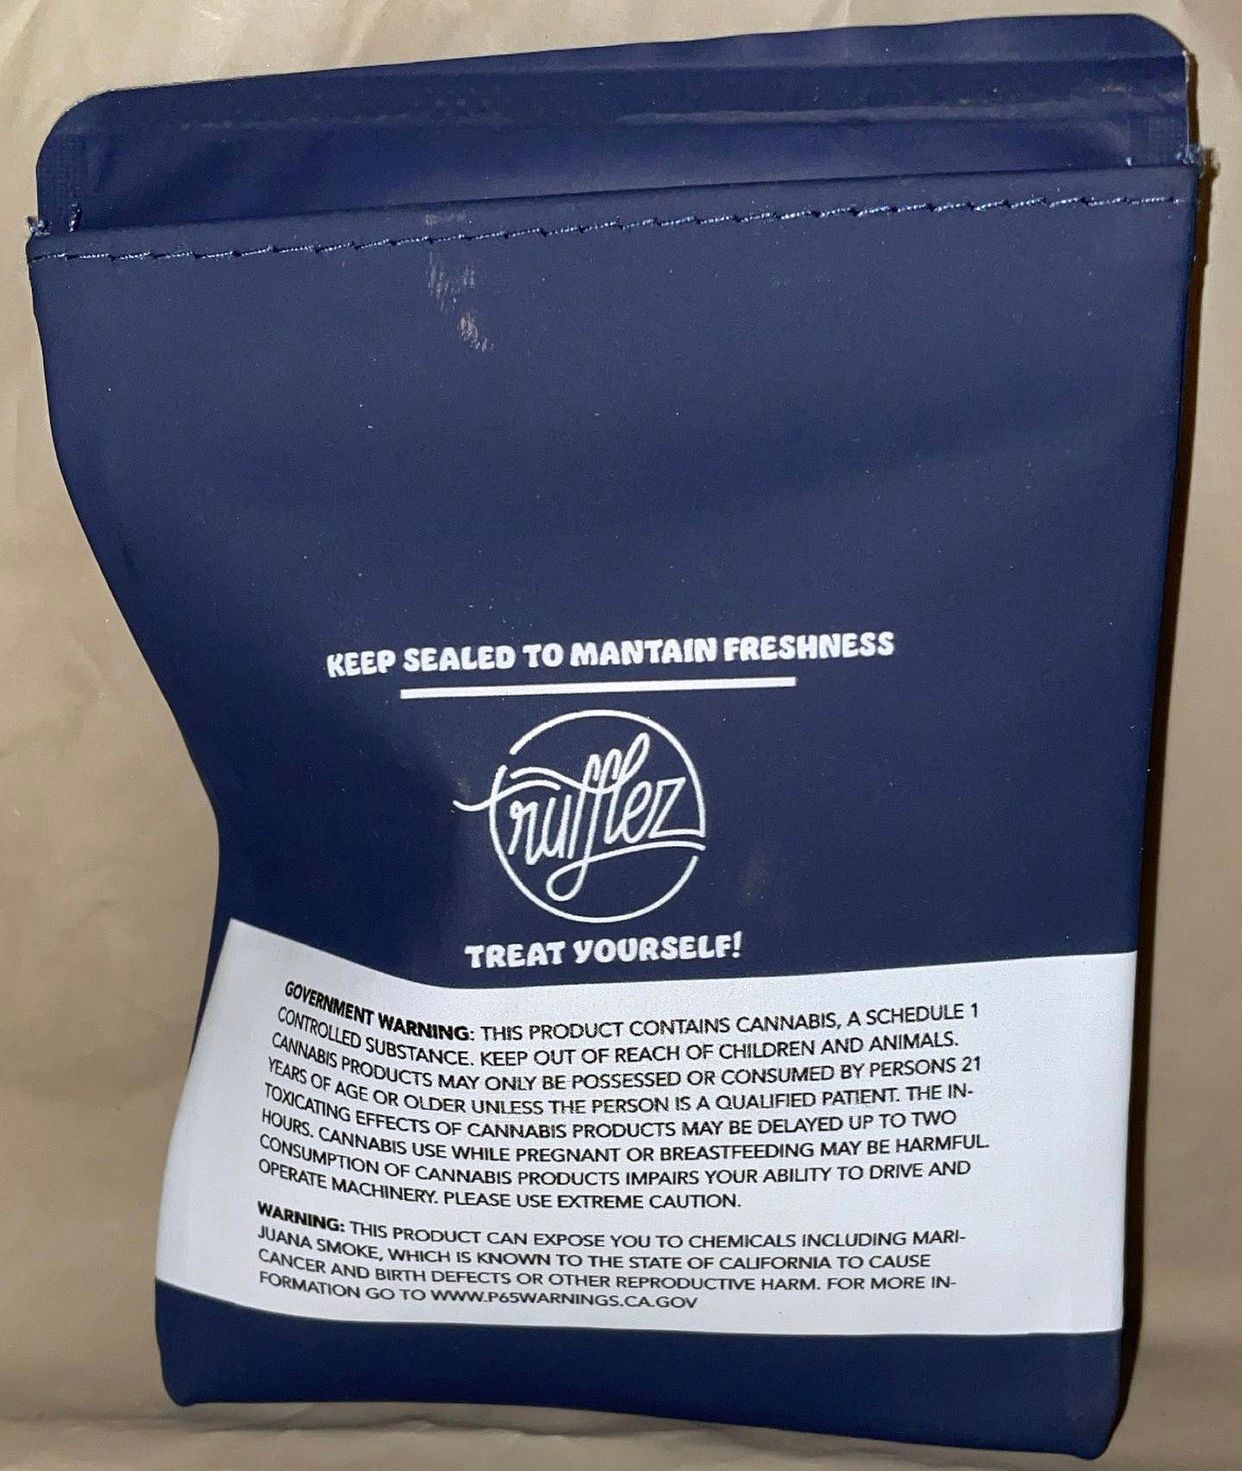 KEEP SEALED TO MANTAIN FRESHNESS
trufflez
TREAT YOURSELF!
GOVERNMENT WARNING: THIS PRODUCT CONTAINS CANNABIS, A SCHEDULE 1
CONTROLLED SUBSTANCE. KEEP OUT OF REACH OF CHILDREN AND ANIMALS.
CANNABIS PRODUCTS MAY ONLY BE POSSESSED OR CONSUMED BY PERSONS 21
YEARS OF AGE OR OLDER UNLESS THE PERSON IS A QUALIFIED PATIENT. THE IN-
TOXICATING EFFECTS OF CANNABIS PRODUCTS MAY BE DELAYED UP TO TWO
HOURS. CANNABIS USE WHILE PREGNANT OR BREASTFEEDING MAY BE HARMFUL.
CONSUMPTION OF CANNABIS PRODUCTS IMPAIRS YOUR ABILITY TO DRIVE AND
OPERATE MACHINERY. PLEASE USE EXTREME CAUTION.
WARNING: THIS PRODUCT CAN EXPOSE YOU TO CHEMICALS INCLUDING MARI-
JUANA SMOKE, WHICH IS KNOWN TO THE STATE OF CALIFORNIA TO CAUSE
CANCER AND BIRTH DEFECTS OR OTHER REPRODUCTIVE HARM. FOR MORE IN-
FORMATION GO TO WWW.P65WARNINGS.CA.GOV